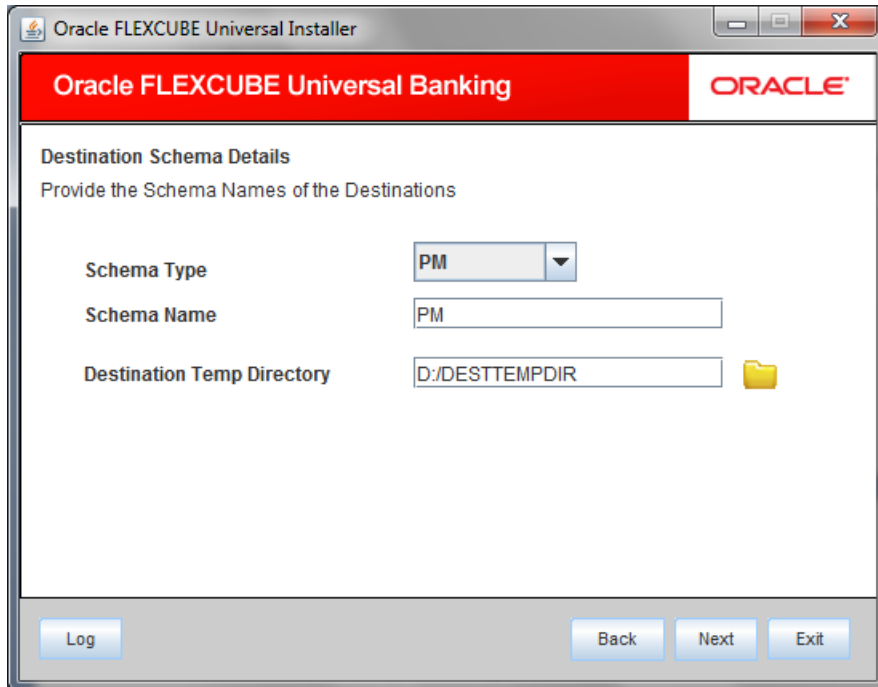 Oracle FLEXCUBE Universal Installer
Oracle FLEXCUBE Universal Banking
ORACLE®
Destination Schema Details
Provide the Schema Names of the Destinations
Schema Type PM
Schema Name PM
Destination Temp Directory D:/DESTTEMPDIR
Log Back Next Exit